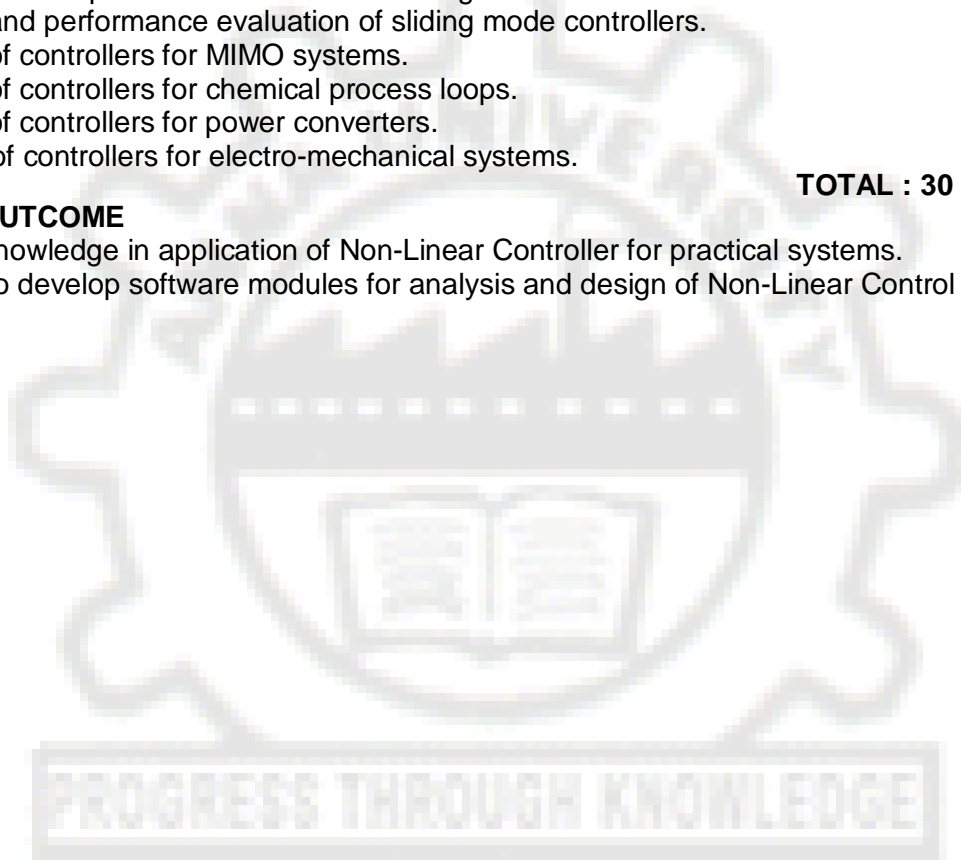 and performance evaluation of sliding mode controllers.
of controllers for MIMO systems.
of controllers for chemical process loops.
of controllers for power converters.
of controllers for electro-mechanical systems.
TOTAL : 30
UTCOME
nowledge in application of Non-Linear Controller for practical systems.
o develop software modules for analysis and design of Non-Linear Control
UNIVERSITY
PROGRESS THROUGH KNOWLEDGE